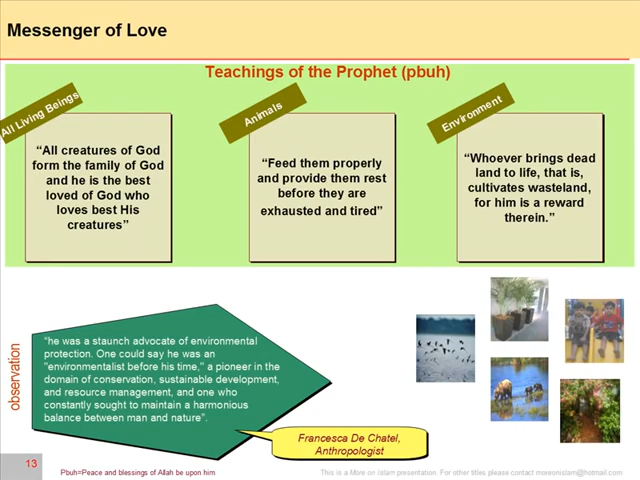 Messenger of Love
Teachings of the Prophet (pbuh)
All Living Beings
“All creatures of God
form the family of God
and he is the best
loved of God who
loves best His
creatures”
Animals
“Feed them properly
and provide them rest
before they are
exhausted and tired”
Environment
“Whoever brings dead
land to life, that is,
cultivates wasteland,
for him is a reward
therein.”
observation
“he was a staunch advocate of environmental
protection. One could say he was an
"environmentalist before his time," a pioneer in the
domain of conservation, sustainable development,
and resource management, and one who
constantly sought to maintain a harmonious
balance between man and nature”.
Francesca De Chatel,
Anthropologist
13
Pbuh=Peace and blessings of Allah be upon him
This is a More on Islam presentation. For other titles please contact moreonislam@hotmail.com